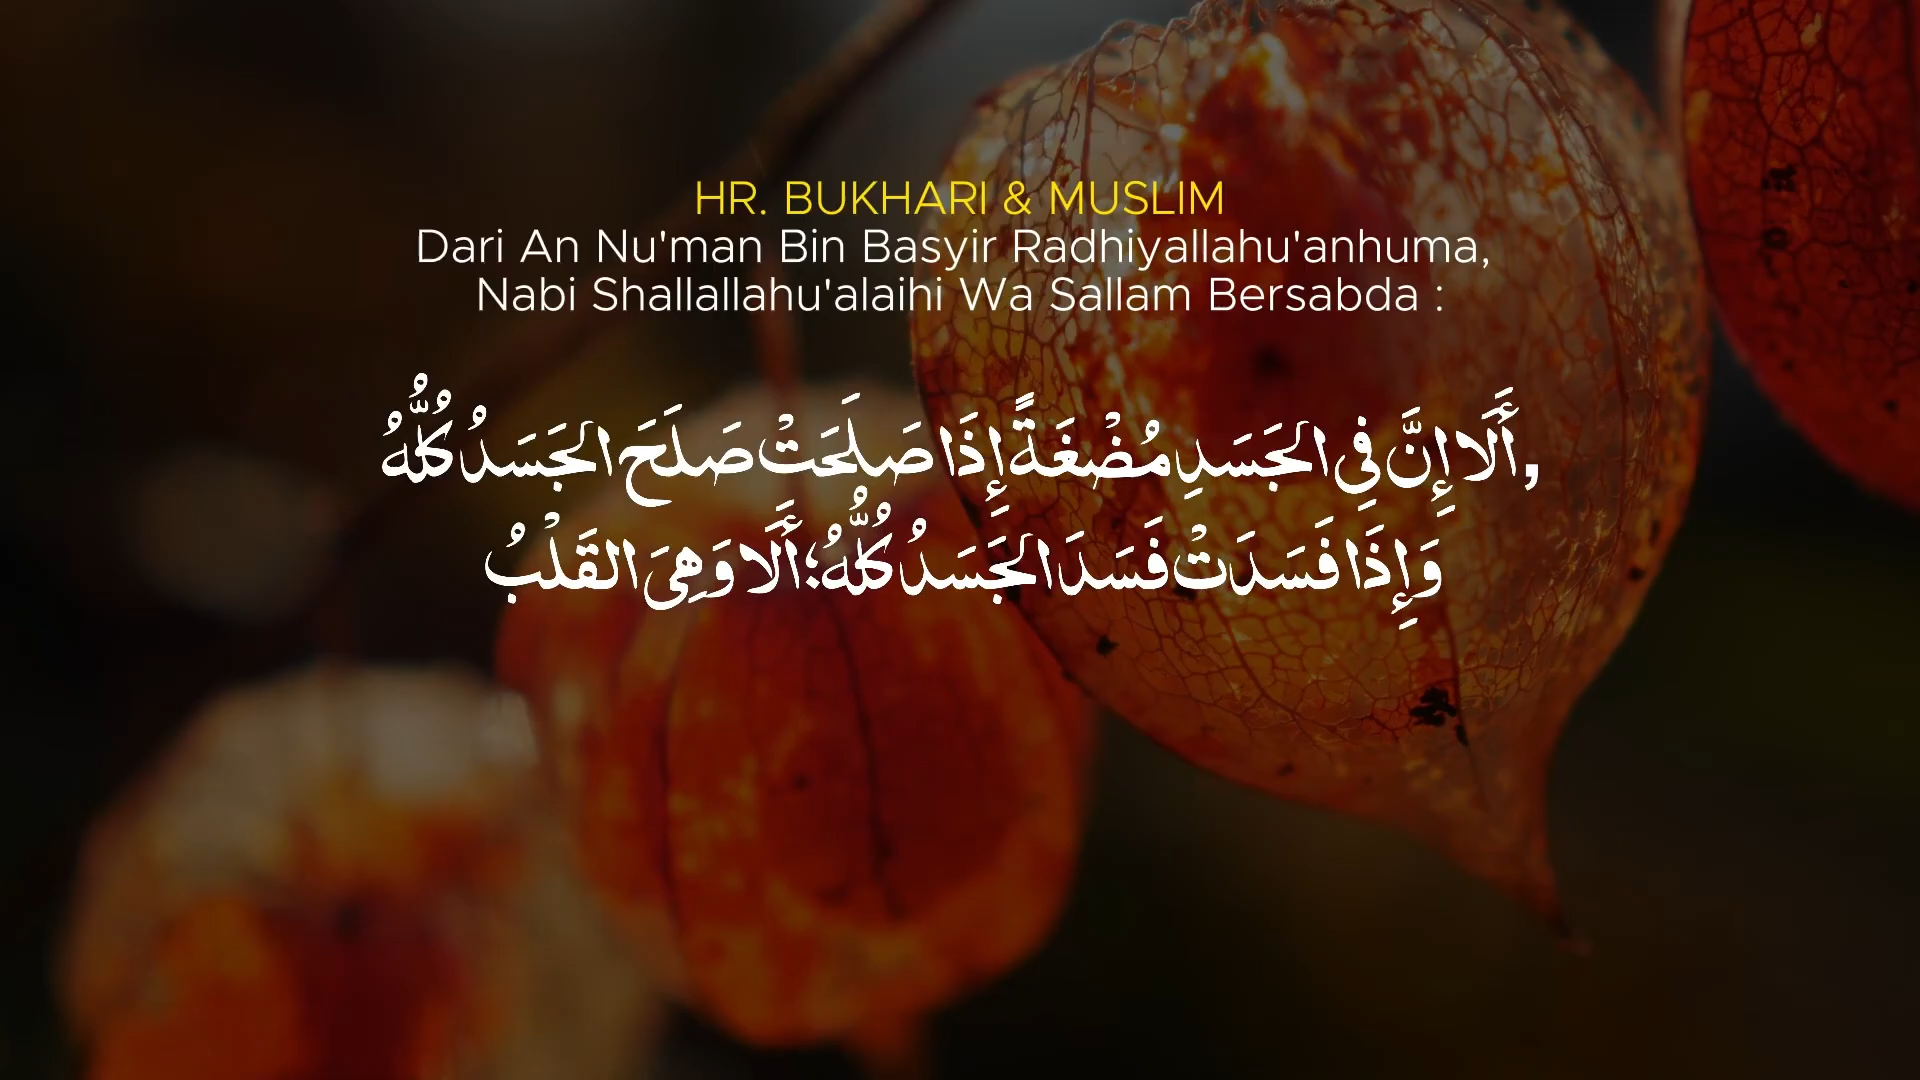 HR. BUKHARI & MUSLIM
Dari An Nu'man Bin Basyir Radhiyallahu'anhuma,
Nabi Shallallahu'alaihi Wa Sallam Bersabda :
,أَلَا إِنَّ فِي الجَسَدِ مُضْغَةً إِذَا صَلَحَتْ صَلَحَ الجَسَدُ كُلُّهُ
وَإِذَا فَسَدَتْ فَسَدَ الجَسَدُ كُلُّهُ؛ أَلَا وَهِيَ القَلْبُ